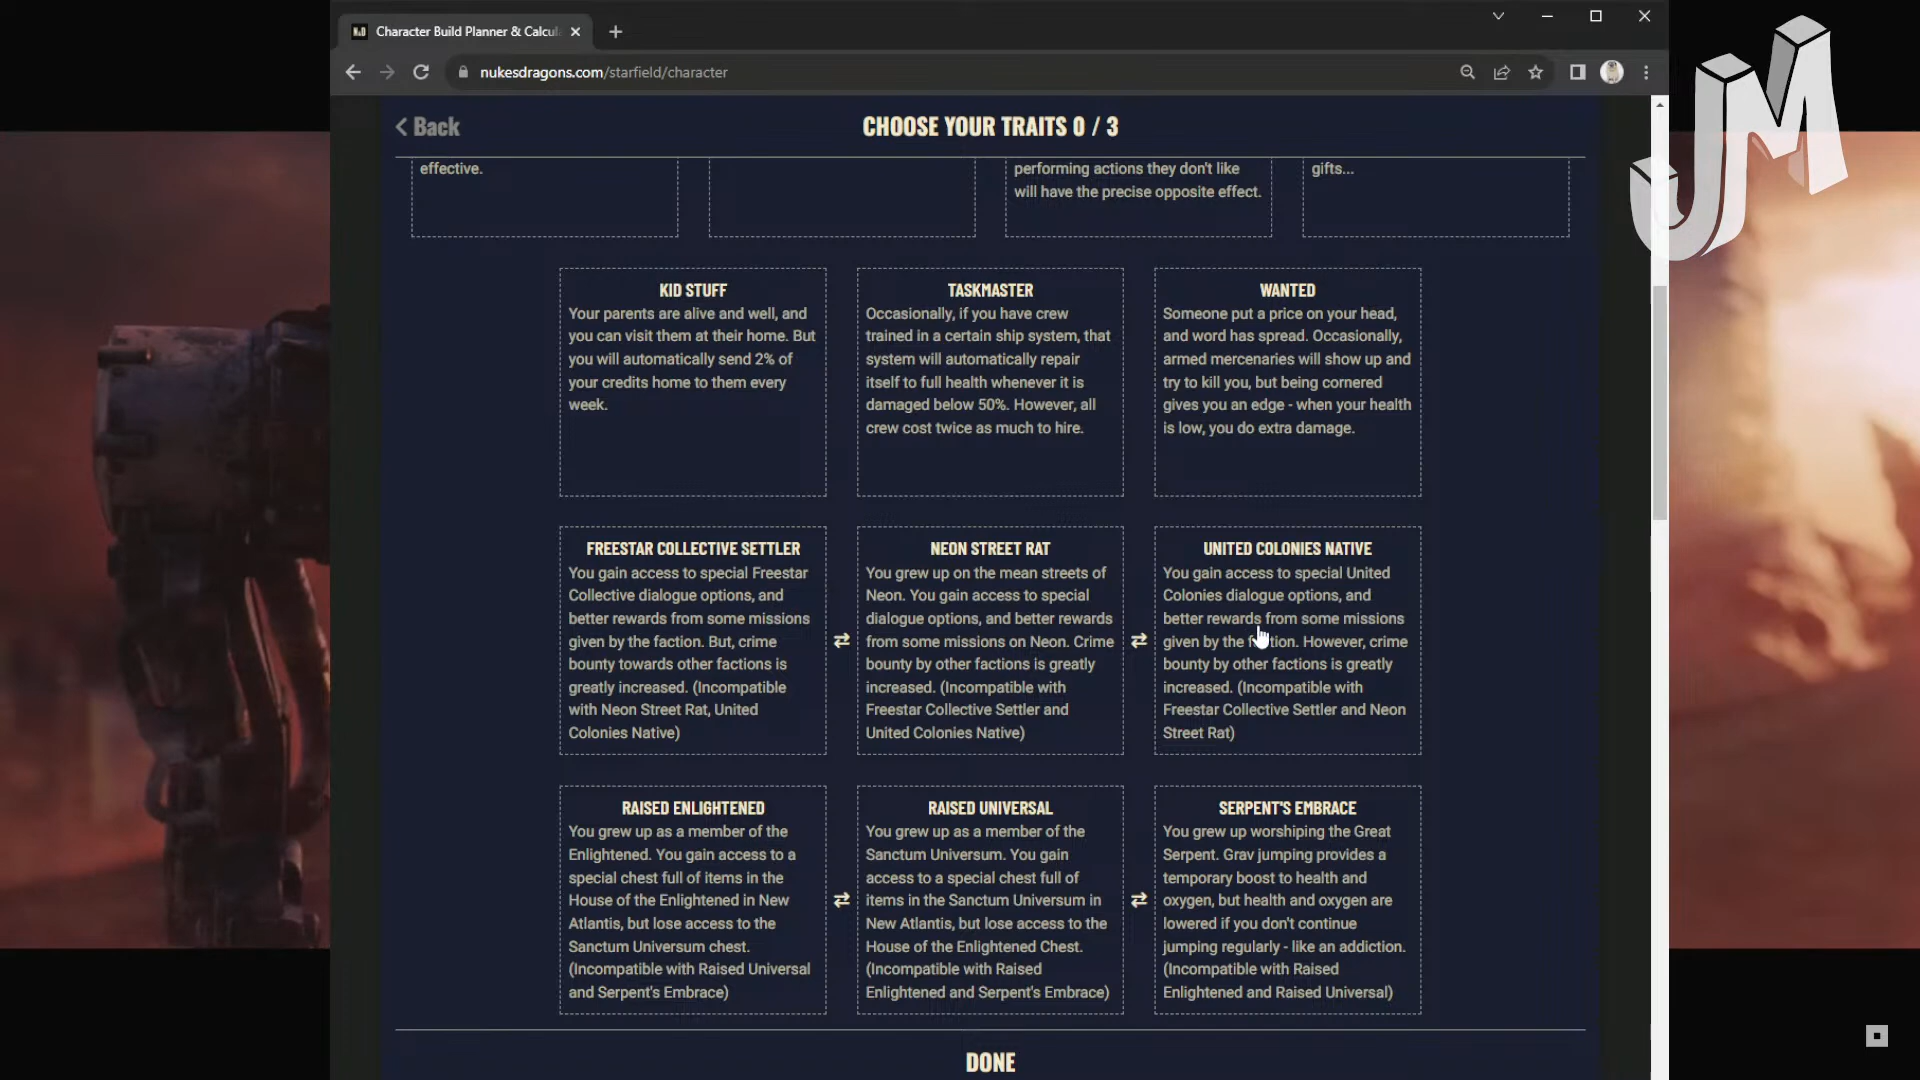 Character Build Planner & Calcul
nukesdragons.com/starfield/character
JM
Back
CHOOSE YOUR TRAITS 0 / 3
effective.
performing actions they don't like
will have the precise opposite effect.
gifts...
KID STUFF
Your parents are alive and well, and
you can visit them at their home. But
you will automatically send 2% of
your credits home to them every
week.
TASKMASTER
Occasionally, if you have crew
trained in a certain ship system, that
system will automatically repair
itself to full health whenever it is
damaged below 50%. However, all
crew cost twice as much to hire.
WANTED
Someone put a price on your head,
and word has spread. Occasionally,
armed mercenaries will show up and
try to kill you, but being cornered
gives you an edge - when your health
is low, you do extra damage.
FREESTAR COLLECTIVE SETTLER
You gain access to special Freestar
Collective dialogue options, and
better rewards from some missions
given by the faction. But, crime
bounty towards other factions is
greatly increased. (Incompatible
with Neon Street Rat, United
Colonies Native)
NEON STREET RAT
You grew up on the mean streets of
Neon. You gain access to special
dialogue options, and better rewards
from some missions on Neon. Crime
bounty by other factions is greatly
increased. (Incompatible with
Freestar Collective Settler and
United Colonies Native)
UNITED COLONIES NATIVE
You gain access to special United
Colonies dialogue options, and
better rewards from some missions
given by the faction. However, crime
bounty by other factions is greatly
increased. (Incompatible with
Freestar Collective Settler and Neon
Street Rat)
RAISED ENLIGHTENED
You grew up as a member of the
Enlightened. You gain access to a
special chest full of items in the
House of the Enlightened in New
Atlantis, but lose access to the
Sanctum Universum chest.
(Incompatible with Raised Universal
and Serpent's Embrace)
RAISED UNIVERSAL
You grew up as a member of the
Sanctum Universum. You gain
access to a special chest full of
items in the Sanctum Universum in
New Atlantis, but lose access to the
House of the Enlightened Chest.
(Incompatible with Raised
Enlightened and Serpent's Embrace)
SERPENT'S EMBRACE
You grew up worshiping the Great
Serpent. Grav jumping provides a
temporary boost to health and
oxygen, but health and oxygen are
lowered if you don't continue
jumping regularly - like an addiction.
(Incompatible with Raised
Enlightened and Raised Universal)
DONE